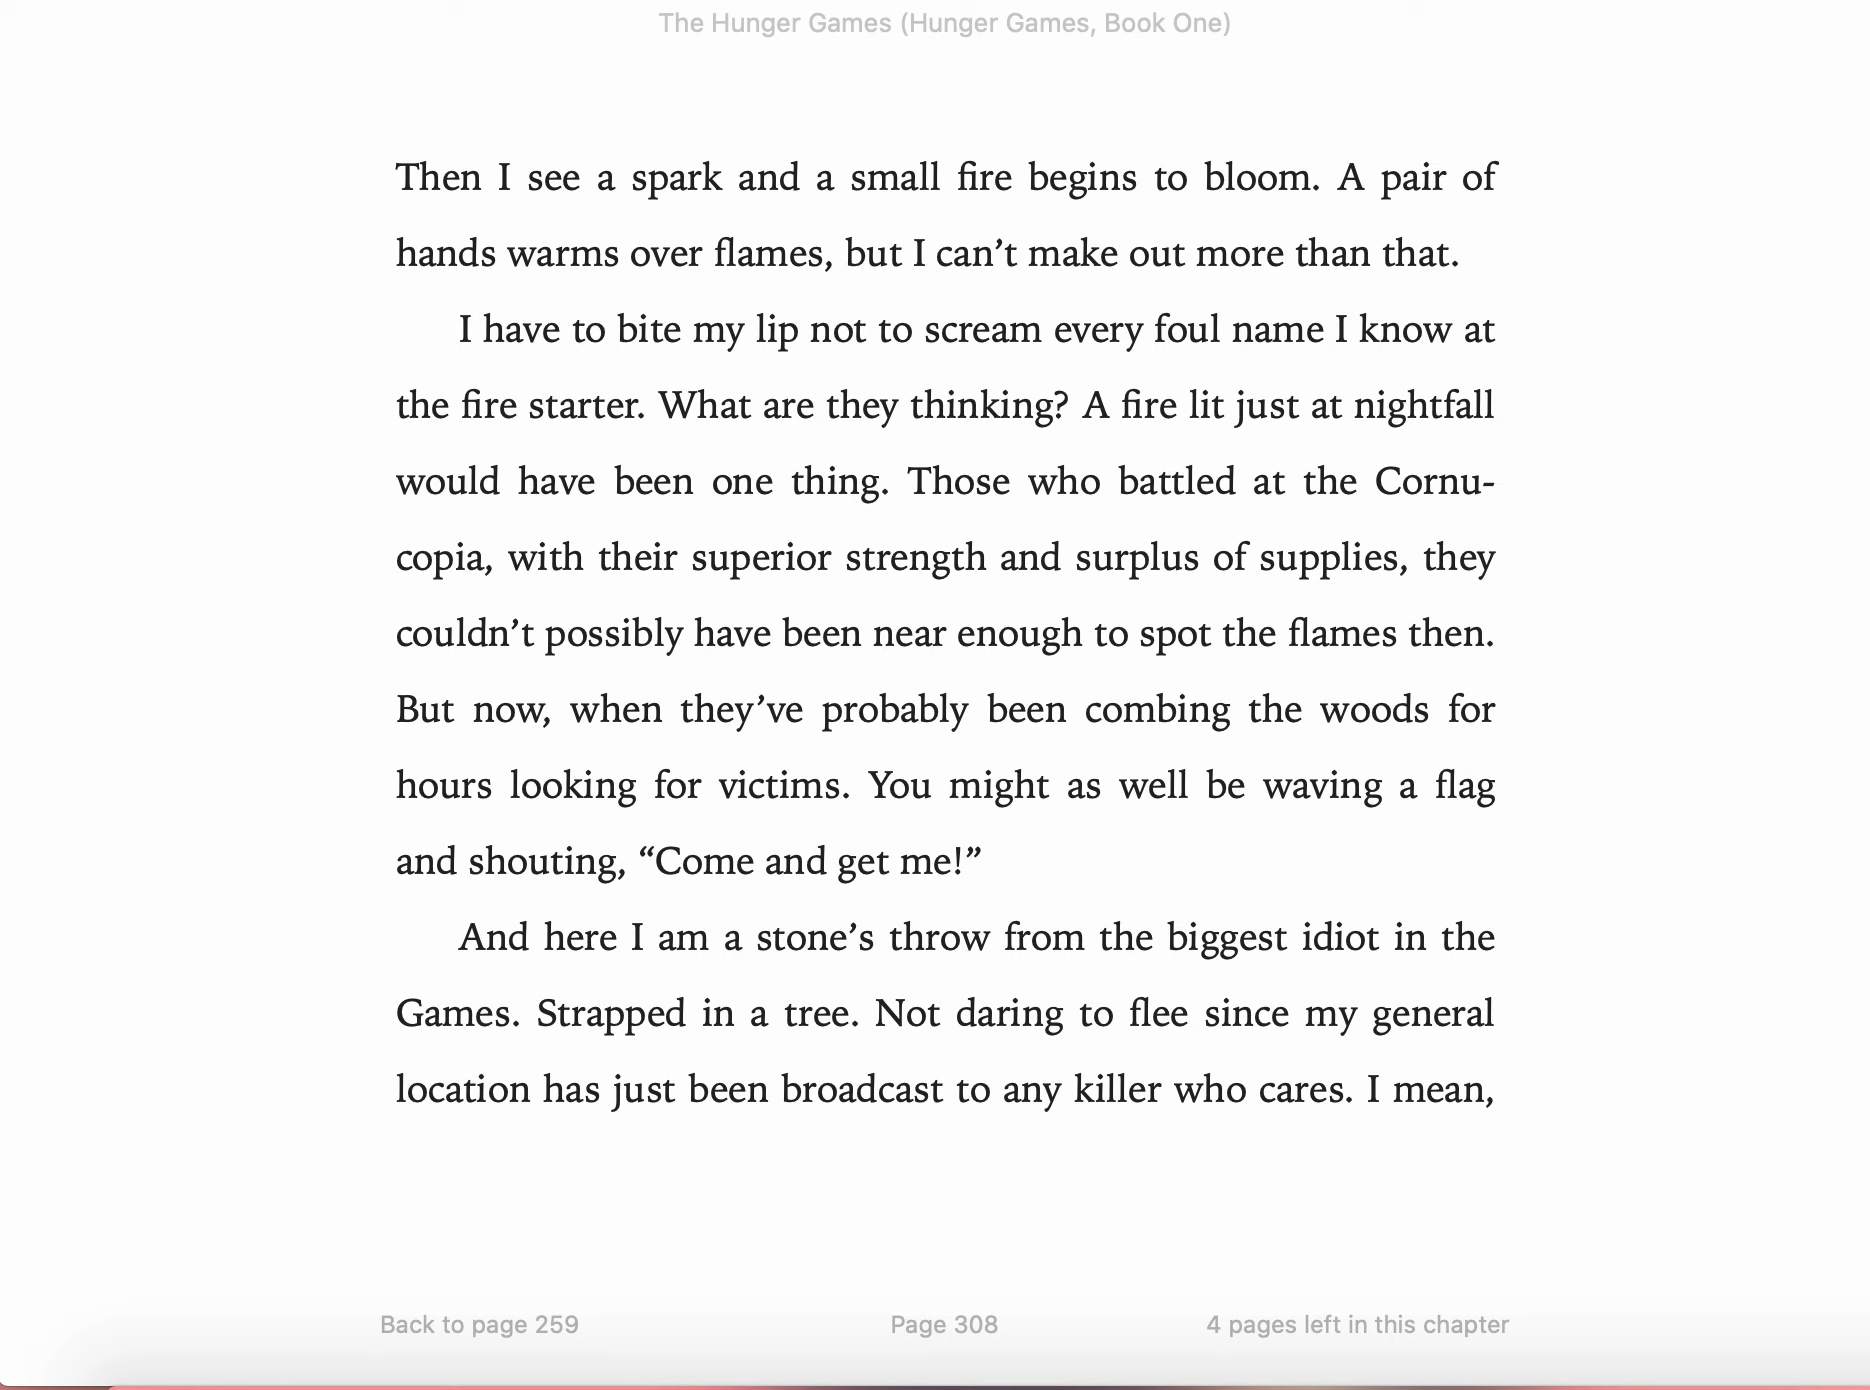 The Hunger Games (Hunger Games, Book One)
Then I see a spark and a small fire begins to bloom. A pair of
hands warms over flames, but I can’t make out more than that.
I have to bite my lip not to scream every foul name I know at
the fire starter. What are they thinking? A fire lit just at nightfall
would have been one thing. Those who battled at the Cornu-
copia, with their superior strength and surplus of supplies, they
couldn’t possibly have been near enough to spot the flames then.
But now, when they’ve probably been combing the woods for
hours looking for victims. You might as well be waving a flag
and shouting, “Come and get me!”
And here I am a stone’s throw from the biggest idiot in the
Games. Strapped in a tree. Not daring to flee since my general
location has just been broadcast to any killer who cares. I mean,
Back to page 259 Page 308 4 pages left in this chapter